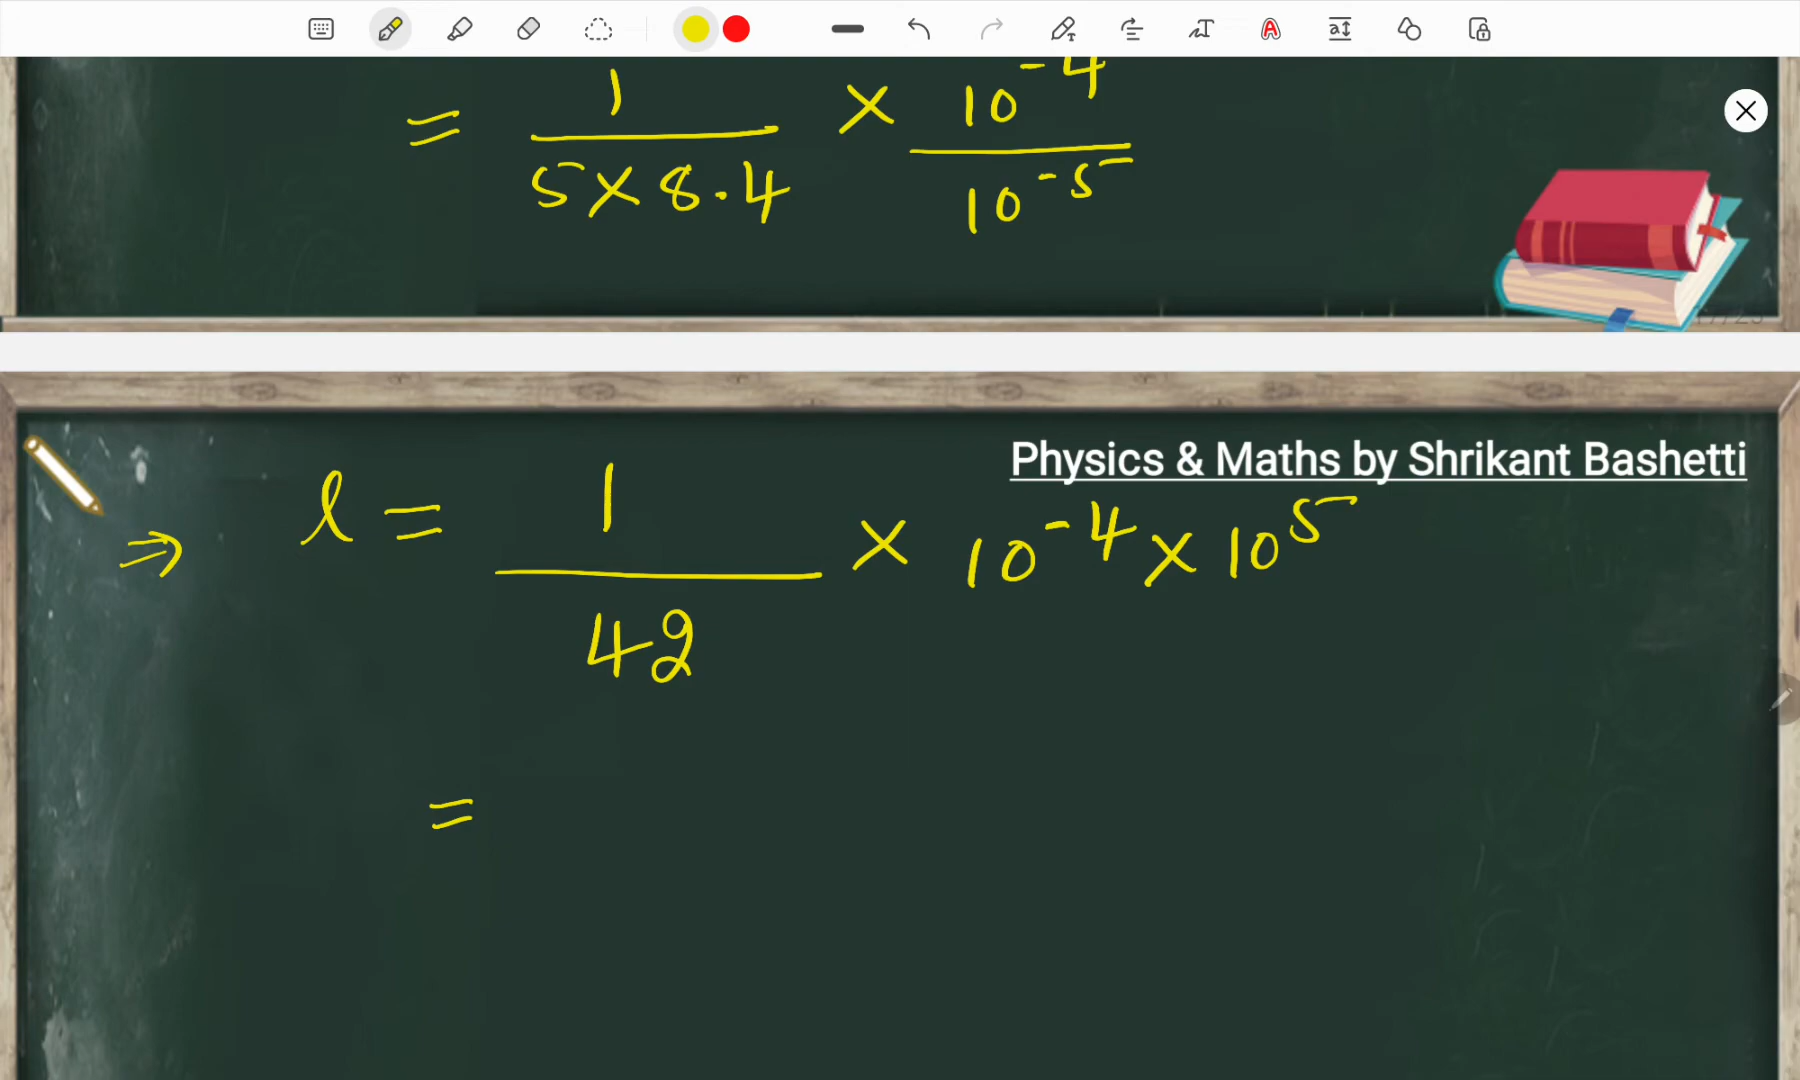 = 1 / 5 × 8.4 × 10^-4 / 10^-5
Physics & Maths by Shrikant Bashetti
⇒ l = 1 / 42 × 10^-4 × 10^5
=